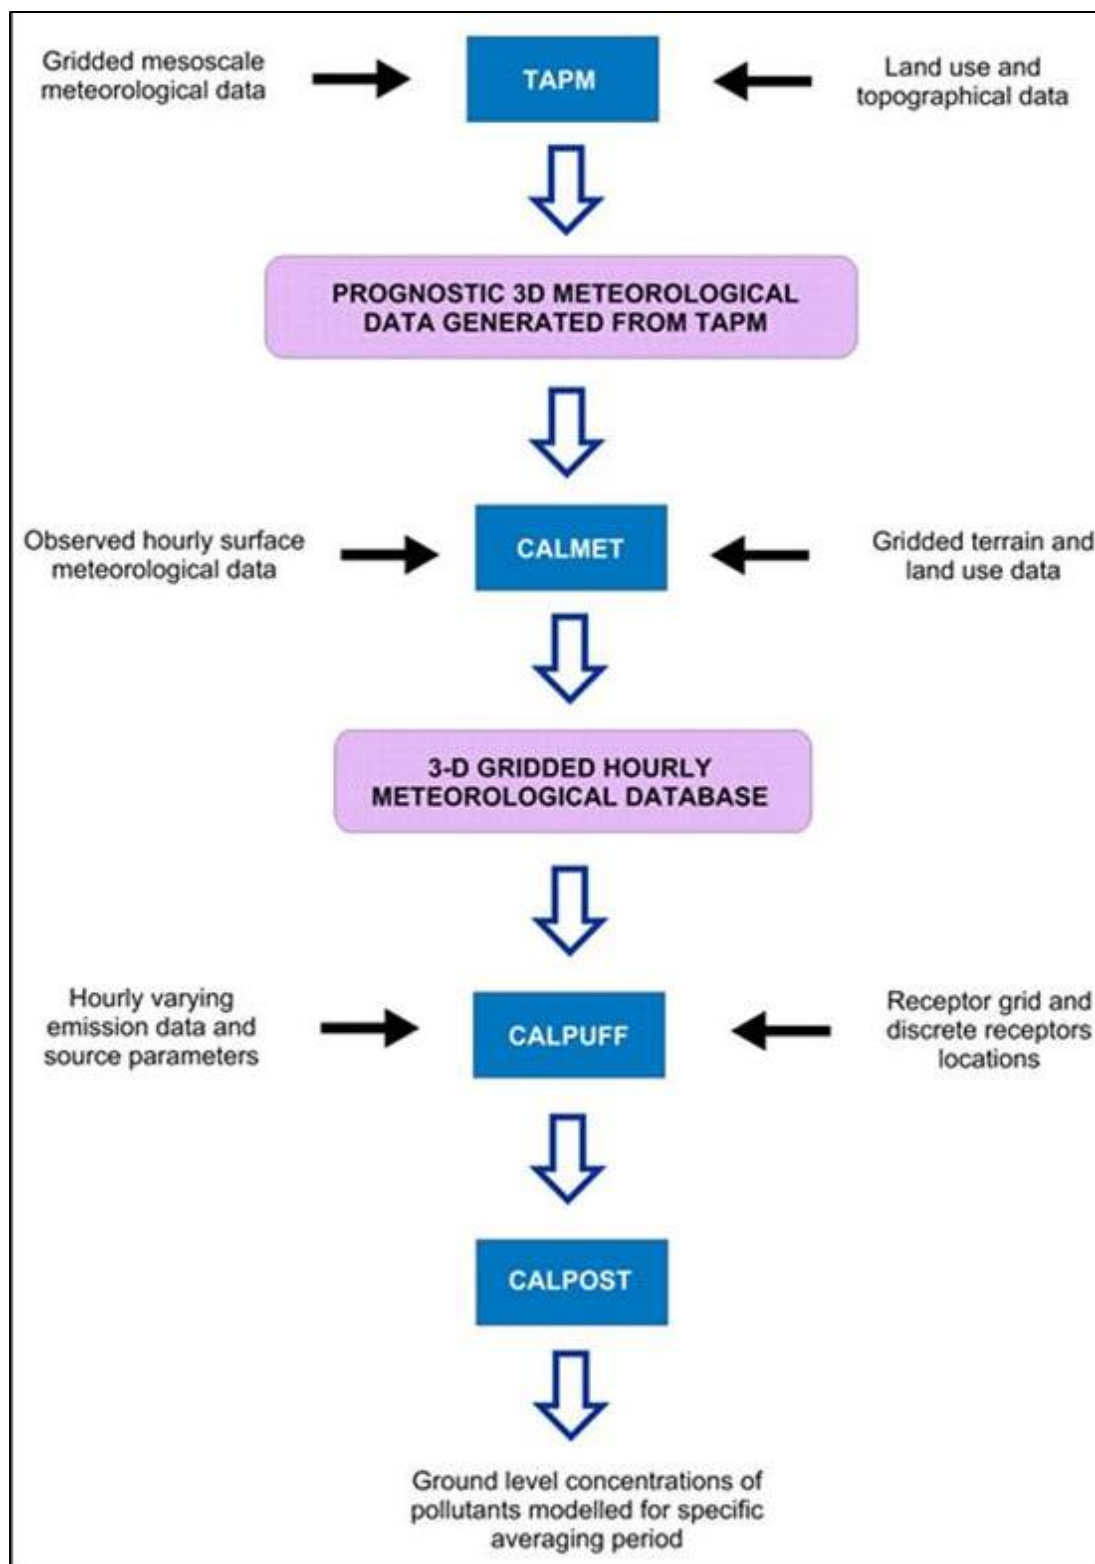 Gridded mesoscale
meteorological data
TAPM
Land use and
topographical data
PROGNOSTIC 3D METEOROLOGICAL
DATA GENERATED FROM TAPM
Observed hourly surface
meteorological data
CALMET
Gridded terrain and
land use data
3-D GRIDDED HOURLY
METEOROLOGICAL DATABASE
Hourly varying
emission data and
source parameters
CALPUFF
Receptor grid and
discrete receptors
locations
CALPOST
Ground level concentrations of
pollutants modelled for specific
averaging period